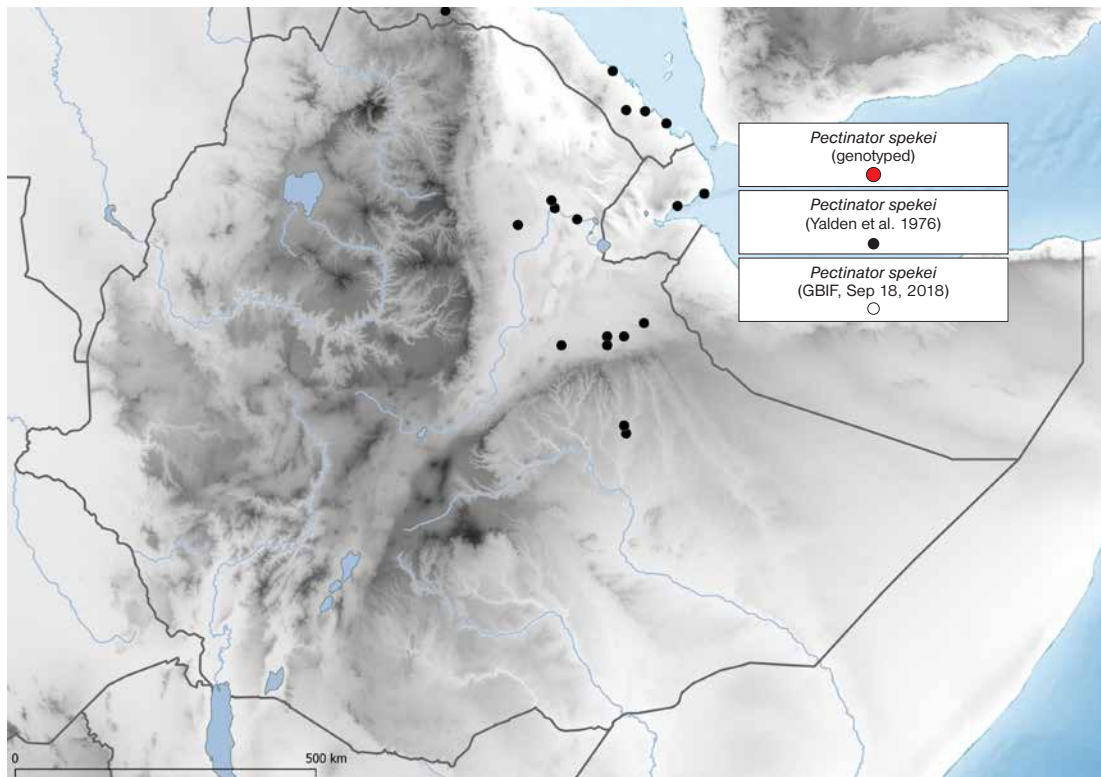 Pectinator spekei
(genotyped)
Pectinator spekei
(Yalden et al. 1976)
Pectinator spekei
(GBIF, Sep 18, 2018)
0 500 km